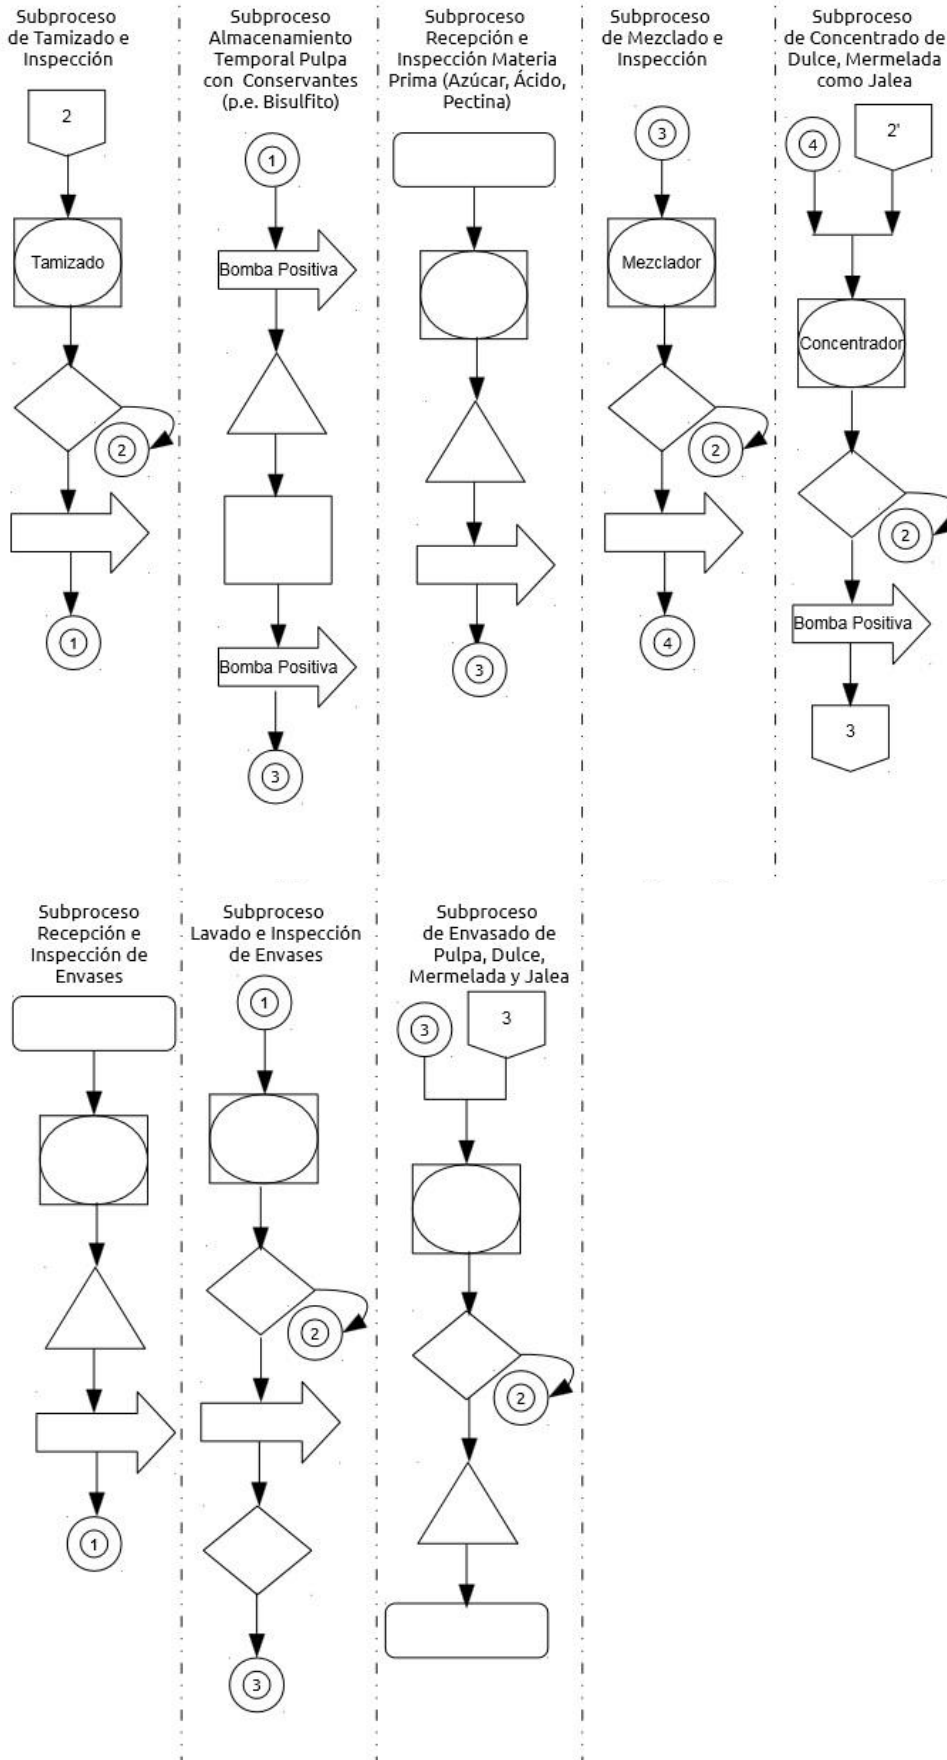 Subproceso
de Tamizado e
Inspección
2
Tamizado
2
1
Subproceso
Almacenamiento
Temporal Pulpa
con Conservantes
(p.e. Bisulfito)
1
Bomba Positiva
Bomba Positiva
3
Subproceso
Recepción e
Inspección Materia
Prima (Azúcar, Ácido,
Pectina)
3
Subproceso
de Mezclado e
Inspección
3
Mezclador
2
4
Subproceso
de Concentrado de
Dulce, Mermelada
como Jalea
4
2'
Concentrador
2
Bomba Positiva
3
Subproceso
Recepción e
Inspección de
Envases
1
Subproceso
Lavado e Inspección
de Envases
1
2
3
Subproceso
de Envasado de
Pulpa, Dulce,
Mermelada y Jalea
3
3
2